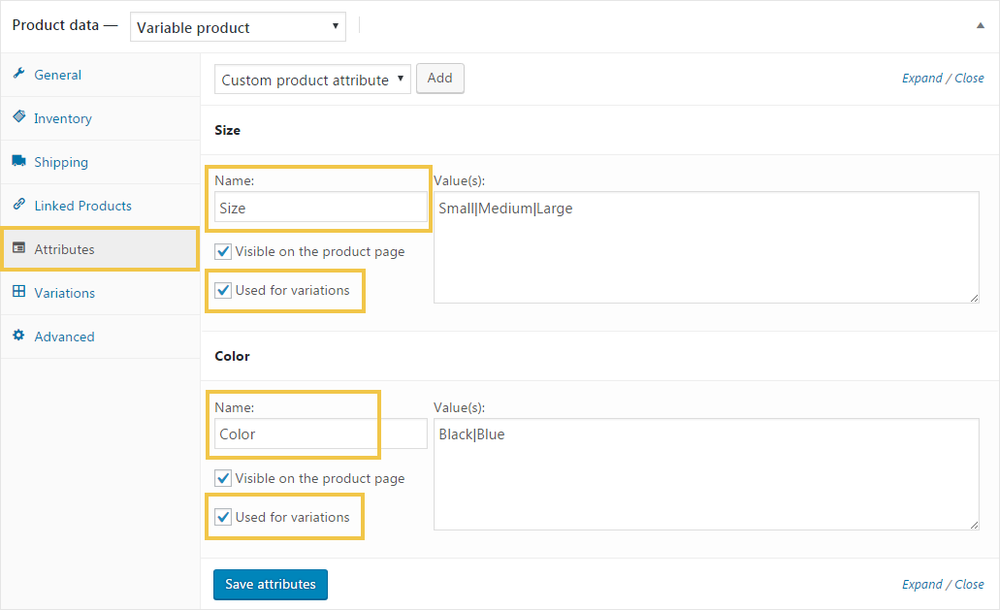 Product data — Variable product
General
Inventory
Shipping
Linked Products
Attributes
Variations
Advanced
Custom product attribute Add Expand / Close
Size
Name: Value(s):
Size Small|Medium|Large
Visible on the product page
Used for variations
Color
Name: Value(s):
Color Black|Blue
Visible on the product page
Used for variations
Save attributes Expand / Close